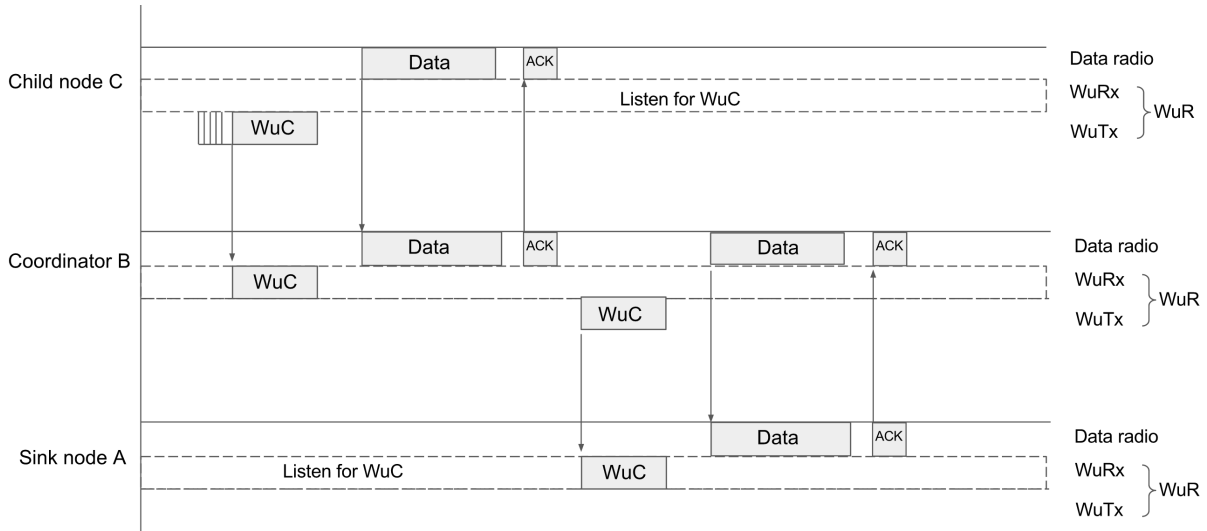 Data
ACK
Data radio
Child node C
Listen for WuC
WuRx
WuR
WuC
WuTx
Data
ACK
Data
ACK
Data radio
Coordinator B
WuC
WuRx
WuR
WuC
WuTx
Data
ACK
Data radio
Sink node A
Listen for WuC
WuC
WuRx
WuR
WuTx